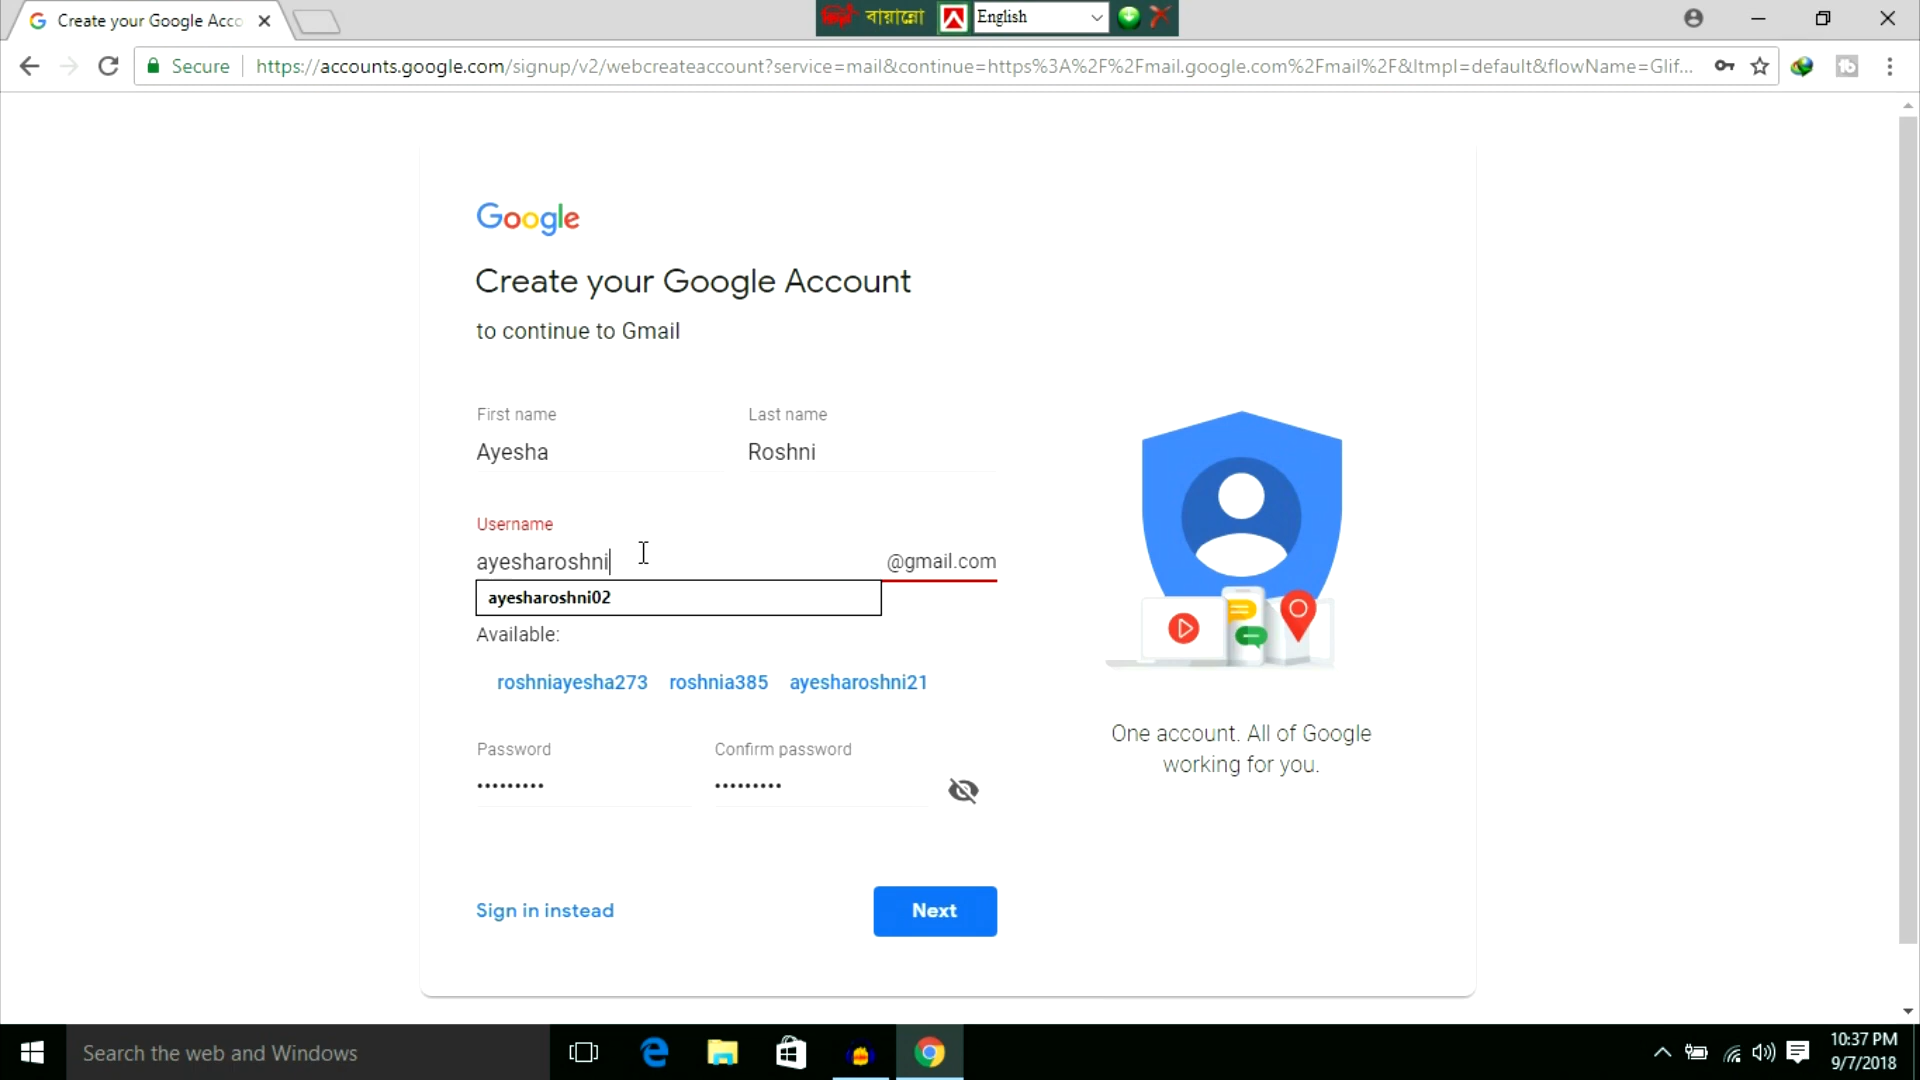 Create your Google Acco
বায়ান্নো
English
Secure
https://accounts.google.com/signup/v2/webcreateaccount?service=mail&continue=https%3A%2F%2Fmail.google.com%2Fmail%2F&ltmpl=default&flowName=Glif...
Google
Create your Google Account
to continue to Gmail
First name
Last name
Ayesha
Roshni
Username
ayesharoshni
@gmail.com
ayesharoshni02
Available:
roshniayesha273 roshnia385 ayesharoshni21
One account. All of Google
working for you.
Password
Confirm password
•••••••••
•••••••••
Sign in instead
Next
Search the web and Windows
10:37 PM
9/7/2018